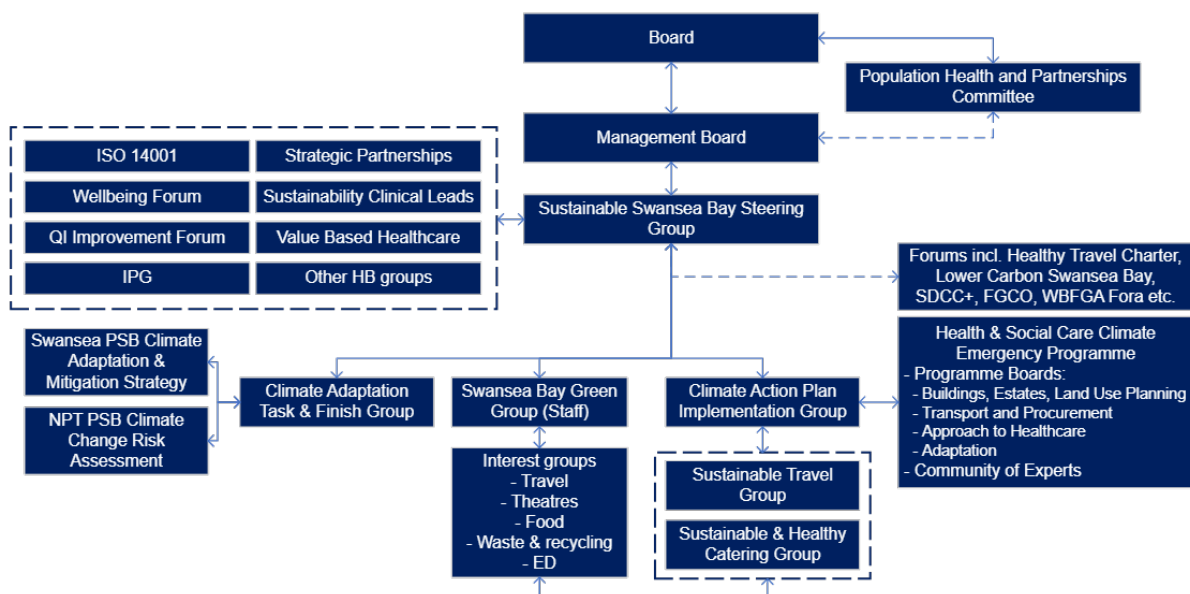 Board
Population Health and Partnerships
Committee
Management Board
ISO 14001
Strategic Partnerships
Wellbeing Forum
Sustainability Clinical Leads
QI Improvement Forum
Value Based Healthcare
IPG
Other HB groups
Sustainable Swansea Bay Steering
Group
Forums incl. Healthy Travel Charter,
Lower Carbon Swansea Bay,
SDCC+, FGCO, WBFGA Fora etc.
Swansea PSB Climate
Adaptation &
Mitigation Strategy
NPT PSB Climate
Change Risk
Assessment
Climate Adaptation
Task & Finish Group
Swansea Bay Green
Group (Staff)
Climate Action Plan
Implementation Group
Health & Social Care Climate
Emergency Programme
- Programme Boards:
- Buildings, Estates, Land Use Planning
- Transport and Procurement
- Approach to Healthcare
- Adaptation
- Community of Experts
Interest groups
- Travel
- Theatres
- Food
- Waste & recycling
- ED
Sustainable Travel
Group
Sustainable & Healthy
Catering Group